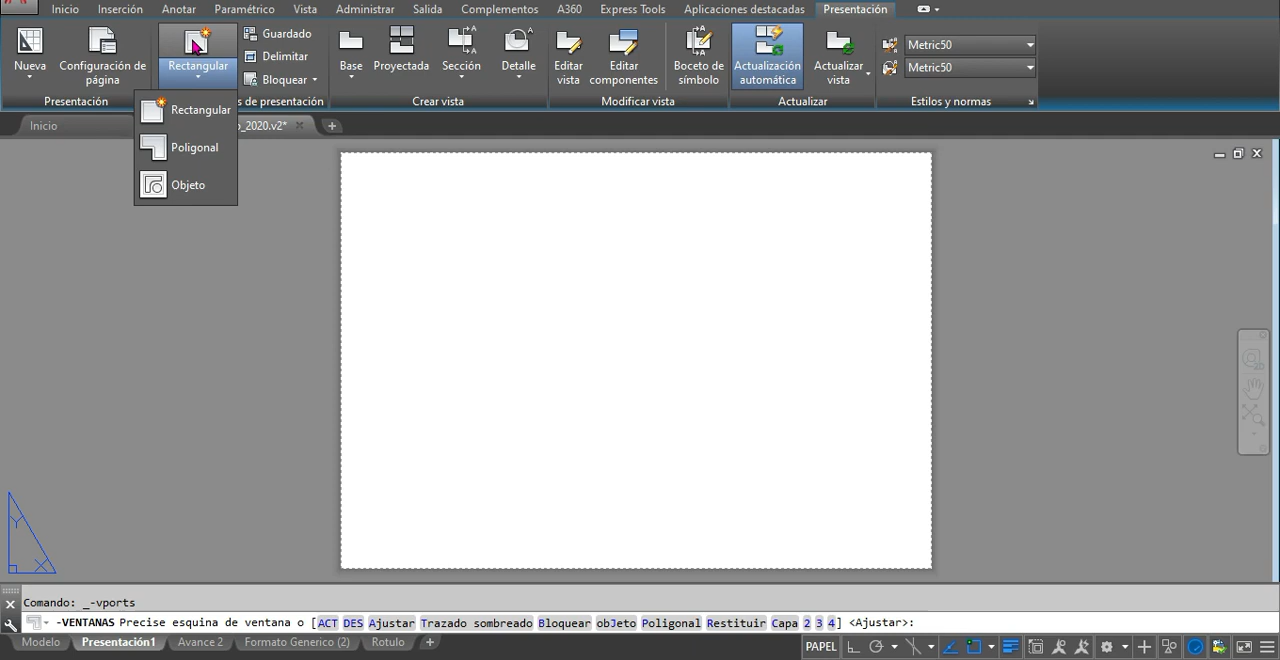 Inicio Inserción Anotar Paramétrico Vista Administrar Salida Complementos A360 Express Tools Aplicaciones destacadas Presentación
Nueva
Configuración de página
Rectangular
Guardado
Delimitar
Bloquear
Base
Proyectada
Sección
Detalle
Editar vista
Editar componentes
Boceto de símbolo
Actualización automática
Actualizar vista
Metric50
Metric50
Presentación
s de presentación
Crear vista
Modificar vista
Actualizar
Estilos y normas
Rectangular
Poligonal
Objeto
Inicio
o_2020.v2*
Y
X
Comando: _-vports
-VENTANAS Precise esquina de ventana o [ACT DES Ajustar Trazado sombreado Bloquear obJeto Poligonal Restituir Capa 2 3 4] <Ajustar>:
Modelo Presentación1 Avance 2 Formato Generico (2) Rotulo + PAPEL